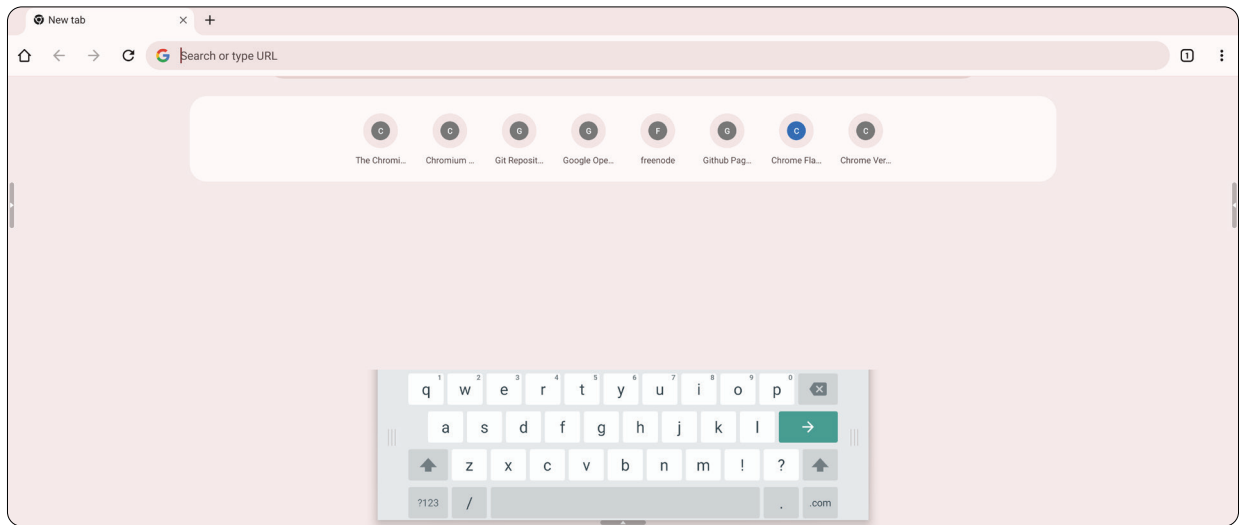 New tab
Search or type URL
1
C C G G F G C C
The Chromi... Chromium ... Git Reposit... Google Ope... freenode Github Pag... Chrome Fla... Chrome Ver...
1 2 3 4 5 6 7 8 9 0
q w e r t y u i o p
a s d f g h j k l
z x c v b n m ! ?
?123 / . .com